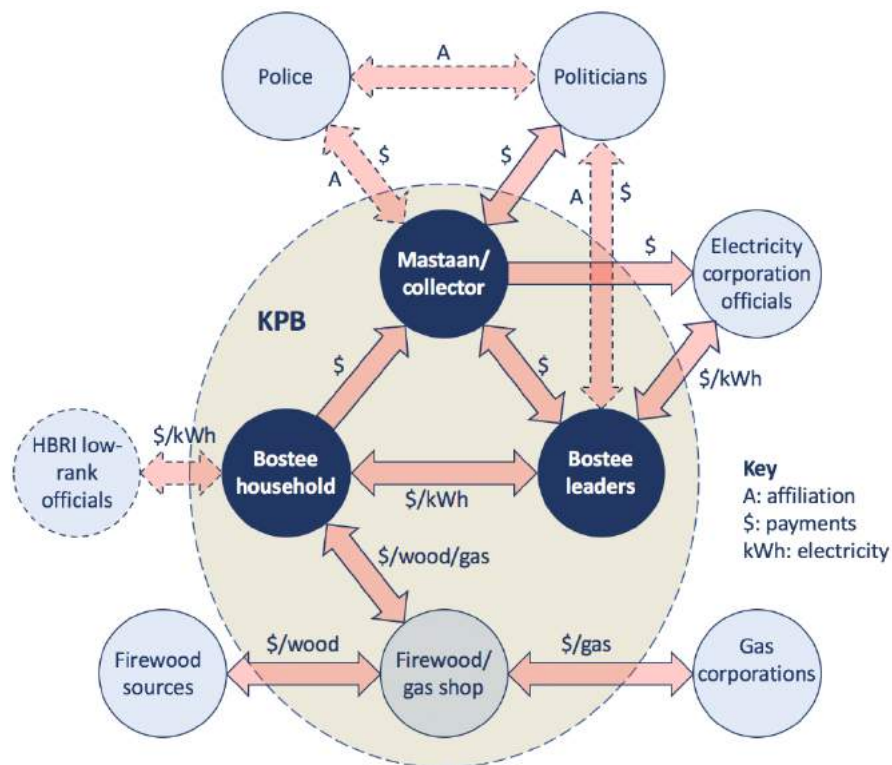 A
Police
Politicians
$
A
$
A
$
Mastaan/
collector
$
Electricity
corporation
officials
KPB
$
$
$/kWh
HBRI low-
rank
officials
$/kWh
Bostee
household
$/kWh
Bostee
leaders
Key
A: affiliation
$: payments
kWh: electricity
$/wood/gas
Firewood
sources
$/wood
Firewood/
gas shop
$/gas
Gas
corporations